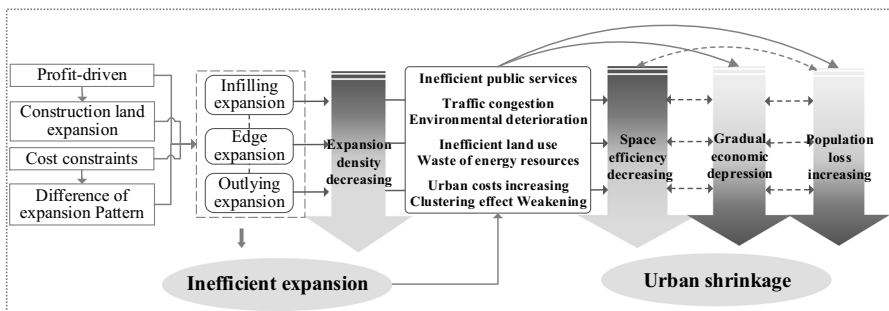 Profit-driven
Construction land
expansion
Cost constraints
Difference of
expansion Pattern
Infilling
expansion
Edge
expansion
Outlying
expansion
Expansion
density
decreasing
Inefficient public services
Traffic congestion
Environmental deterioration
Inefficient land use
Waste of energy resources
Urban costs increasing
Clustering effect Weakening
Space
efficiency
decreasing
Gradual
economic
depression
Population
loss
increasing
Inefficient expansion
Urban shrinkage